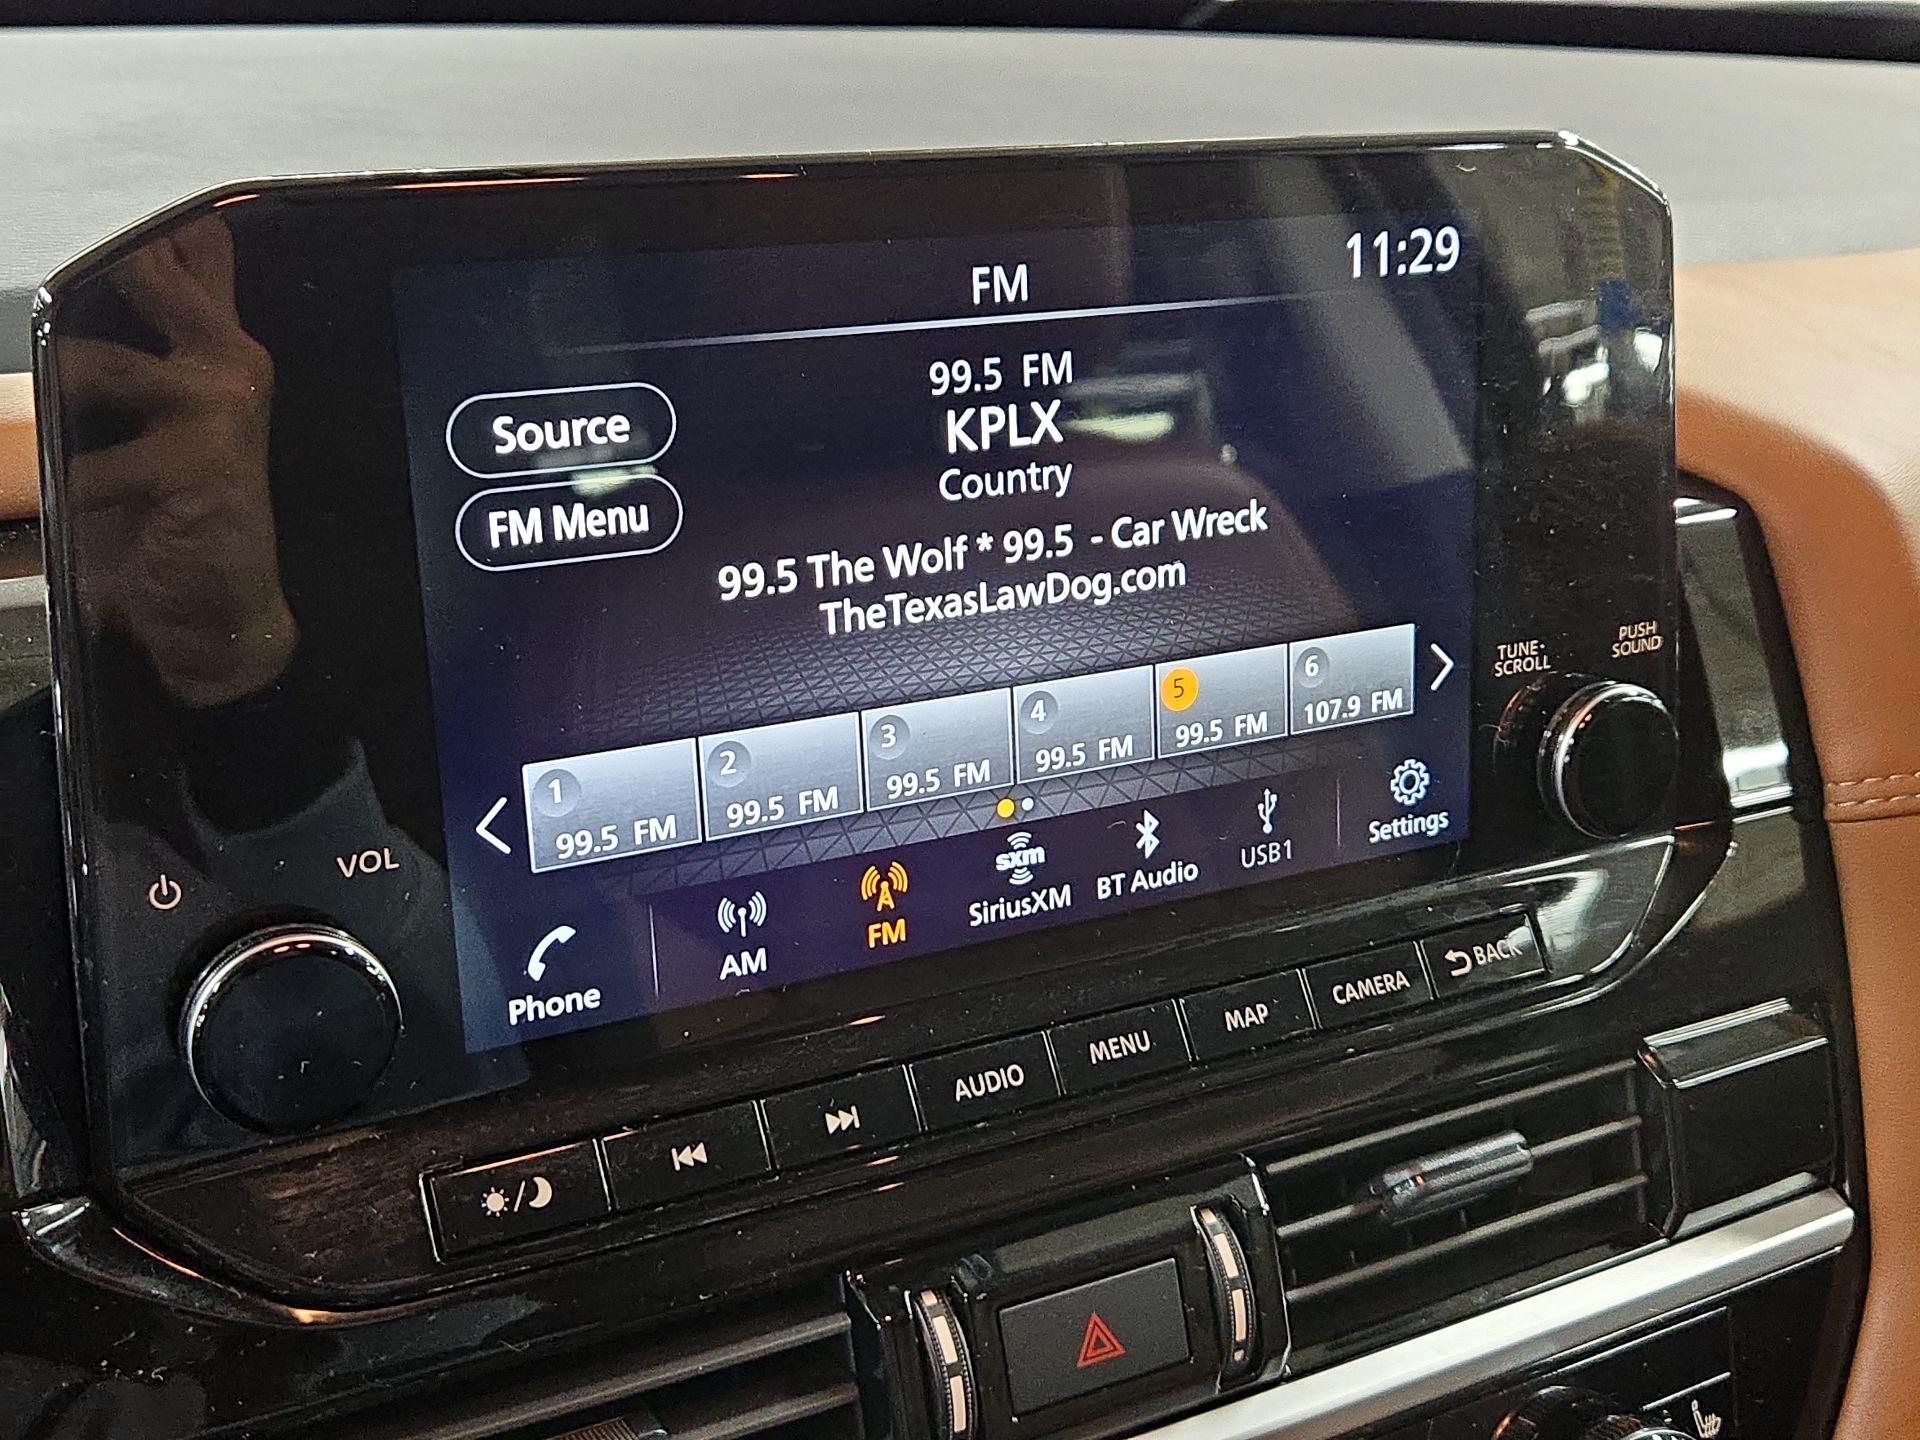 FM
11:29
99.5 FM
Source
KPLX
Country
FM Menu
99.5 The Wolf * 99.5 - Car Wreck
TheTexasLawDog.com
1
99.5 FM
2
99.5 FM
3
99.5 FM
4
99.5 FM
5
99.5 FM
6
107.9 FM
TUNE·
SCROLL
PUSH
SOUND
VOL
Phone
AM
FM
sxm
SiriusXM
BT Audio
USB1
Settings
AUDIO
MENU
MAP
CAMERA
BACK